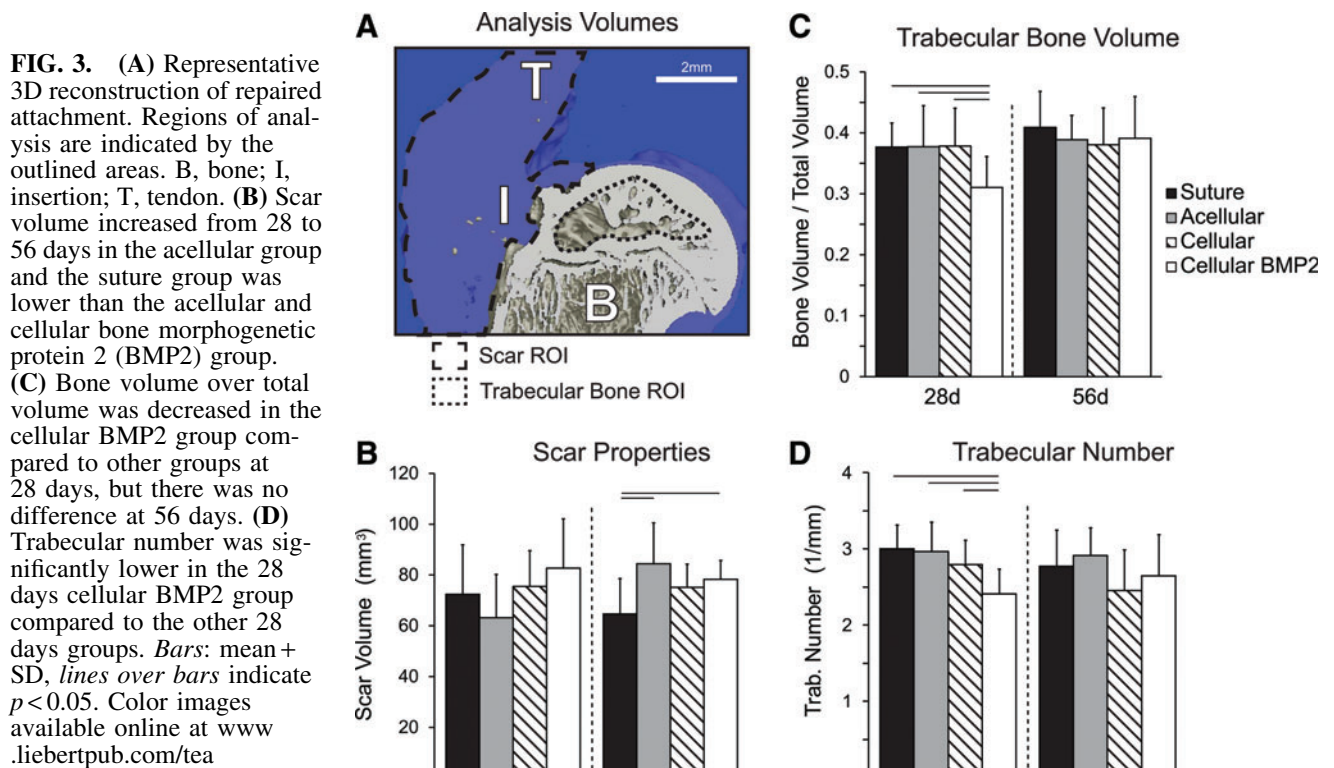 FIG. 3. (A) Representative
3D reconstruction of repaired
attachment. Regions of anal-
ysis are indicated by the
outlined areas. B, bone; I,
insertion; T, tendon. (B) Scar
volume increased from 28 to
56 days in the acellular group
and the suture group was
lower than the acellular and
cellular bone morphogenetic
protein 2 (BMP2) group.
(C) Bone volume over total
volume was decreased in the
cellular BMP2 group com-
pared to other groups at
28 days, but there was no
difference at 56 days. (D)
Trabecular number was sig-
nificantly lower in the 28
days cellular BMP2 group
compared to the other 28
days groups. Bars: mean +
SD, lines over bars indicate
p < 0.05. Color images
available online at www
.liebertpub.com/tea
A
Analysis Volumes
T
2mm
I
B
Scar ROI
Trabecular Bone ROI
C
Trabecular Bone Volume
Bone Volume / Total Volume
0.5
0.4
0.3
0.2
0.1
0
28d
56d
Suture
Acellular
Cellular
Cellular BMP2
B
Scar Properties
Scar Volume (mm³)
120
100
80
60
40
20
D
Trabecular Number
Trab. Number (1/mm)
4
3
2
1